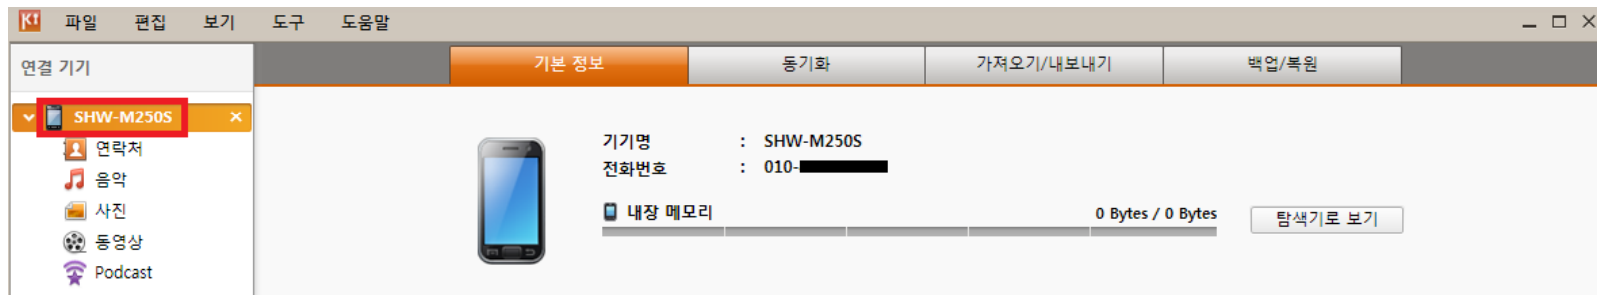 Ki 파일 편집 보기 도구 도움말
연결 기기
기본 정보 동기화 가져오기/내보내기 백업/복원
SHW-M250S
연락처
음악
사진
동영상
Podcast
기기명 : SHW-M250S
전화번호 : 010-
내장 메모리 0 Bytes / 0 Bytes 탐색기로 보기